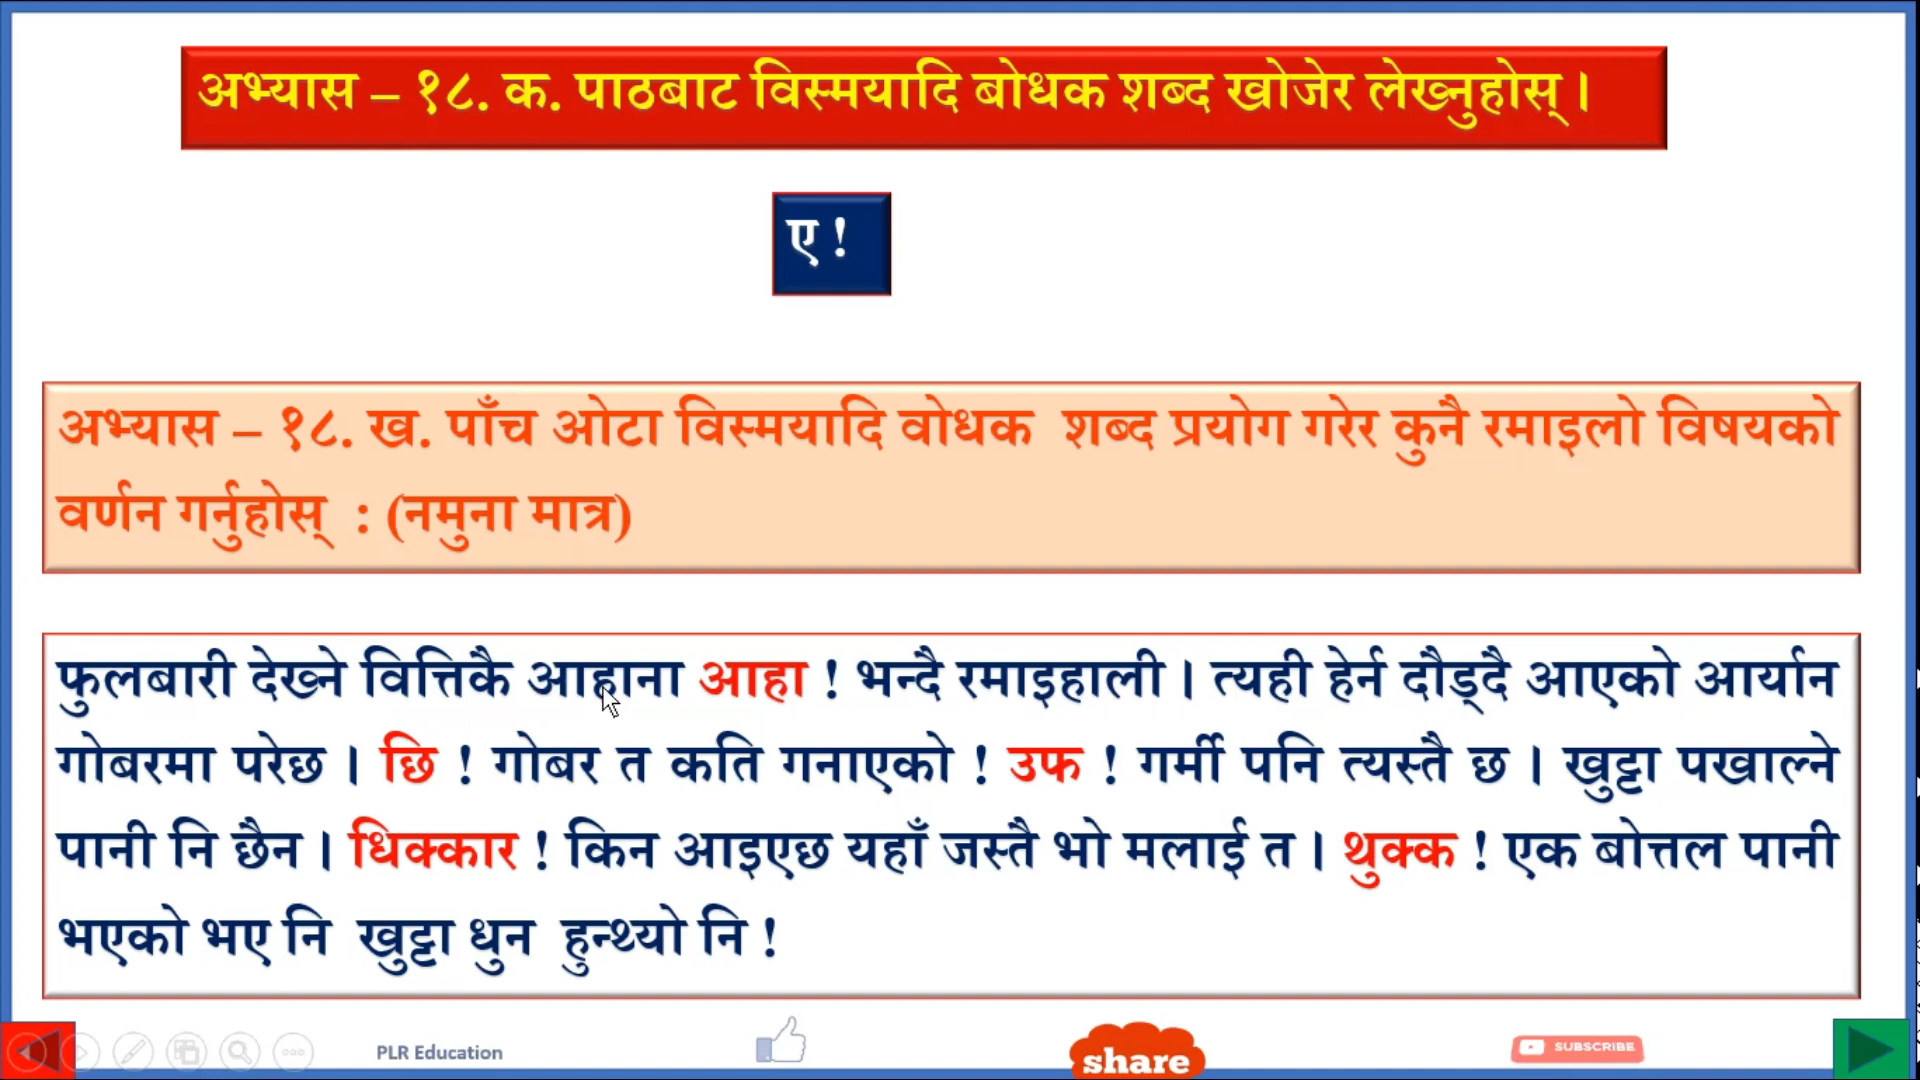 अभ्यास – १८. क. पाठबाट विस्मयादि बोधक शब्द खोजेर लेख्नुहोस् ।
ए !
अभ्यास – १८. ख. पाँच ओटा विस्मयादि वोधक शब्द प्रयोग गरेर कुनै रमाइलो विषयको
वर्णन गर्नुहोस् : (नमुना मात्र)
फुलबारी देख्ने वित्तिकै आहाना आहा ! भन्दै रमाइहाली । त्यही हेर्न दौड्दै आएको आर्यान
गोबरमा परेछ । छि ! गोबर त कति गनाएको ! उफ ! गर्मी पनि त्यस्तै छ । खुट्टा पखाल्ने
पानी नि छैन । धिक्कार ! किन आइएछ यहाँ जस्तै भो मलाई त । थुक्क ! एक बोत्तल पानी
भएको भए नि खुट्टा धुन हुन्थ्यो नि !
PLR Education
share
SUBSCRIBE